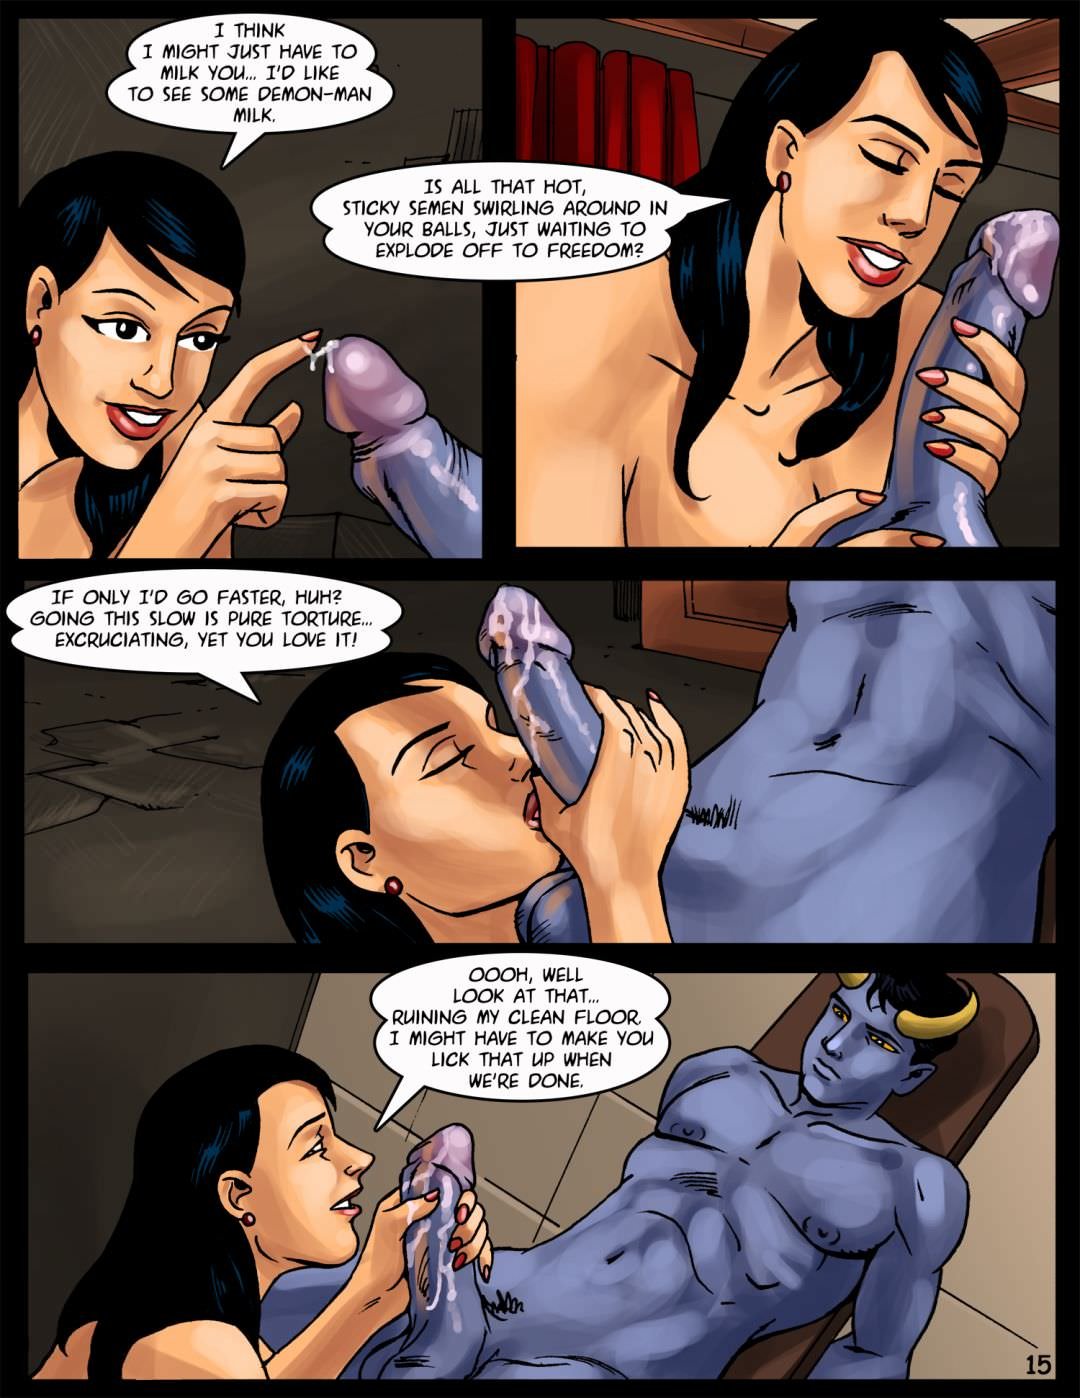 I THINK
I MIGHT JUST HAVE TO
MILK YOU... I'D LIKE
TO SEE SOME DEMON-MAN
MILK.
IS ALL THAT HOT,
STICKY SEMEN SWIRLING AROUND IN
YOUR BALLS, JUST WAITING TO
EXPLODE OFF TO FREEDOM?
IF ONLY I'D GO FASTER, HUH?
GOING THIS SLOW IS PURE TORTURE...
EXCRUCIATING, YET YOU LOVE IT!
OOOH, WELL
LOOK AT THAT...
RUINING MY CLEAN FLOOR.
I MIGHT HAVE TO MAKE YOU
LICK THAT UP WHEN
WE'RE DONE.
15